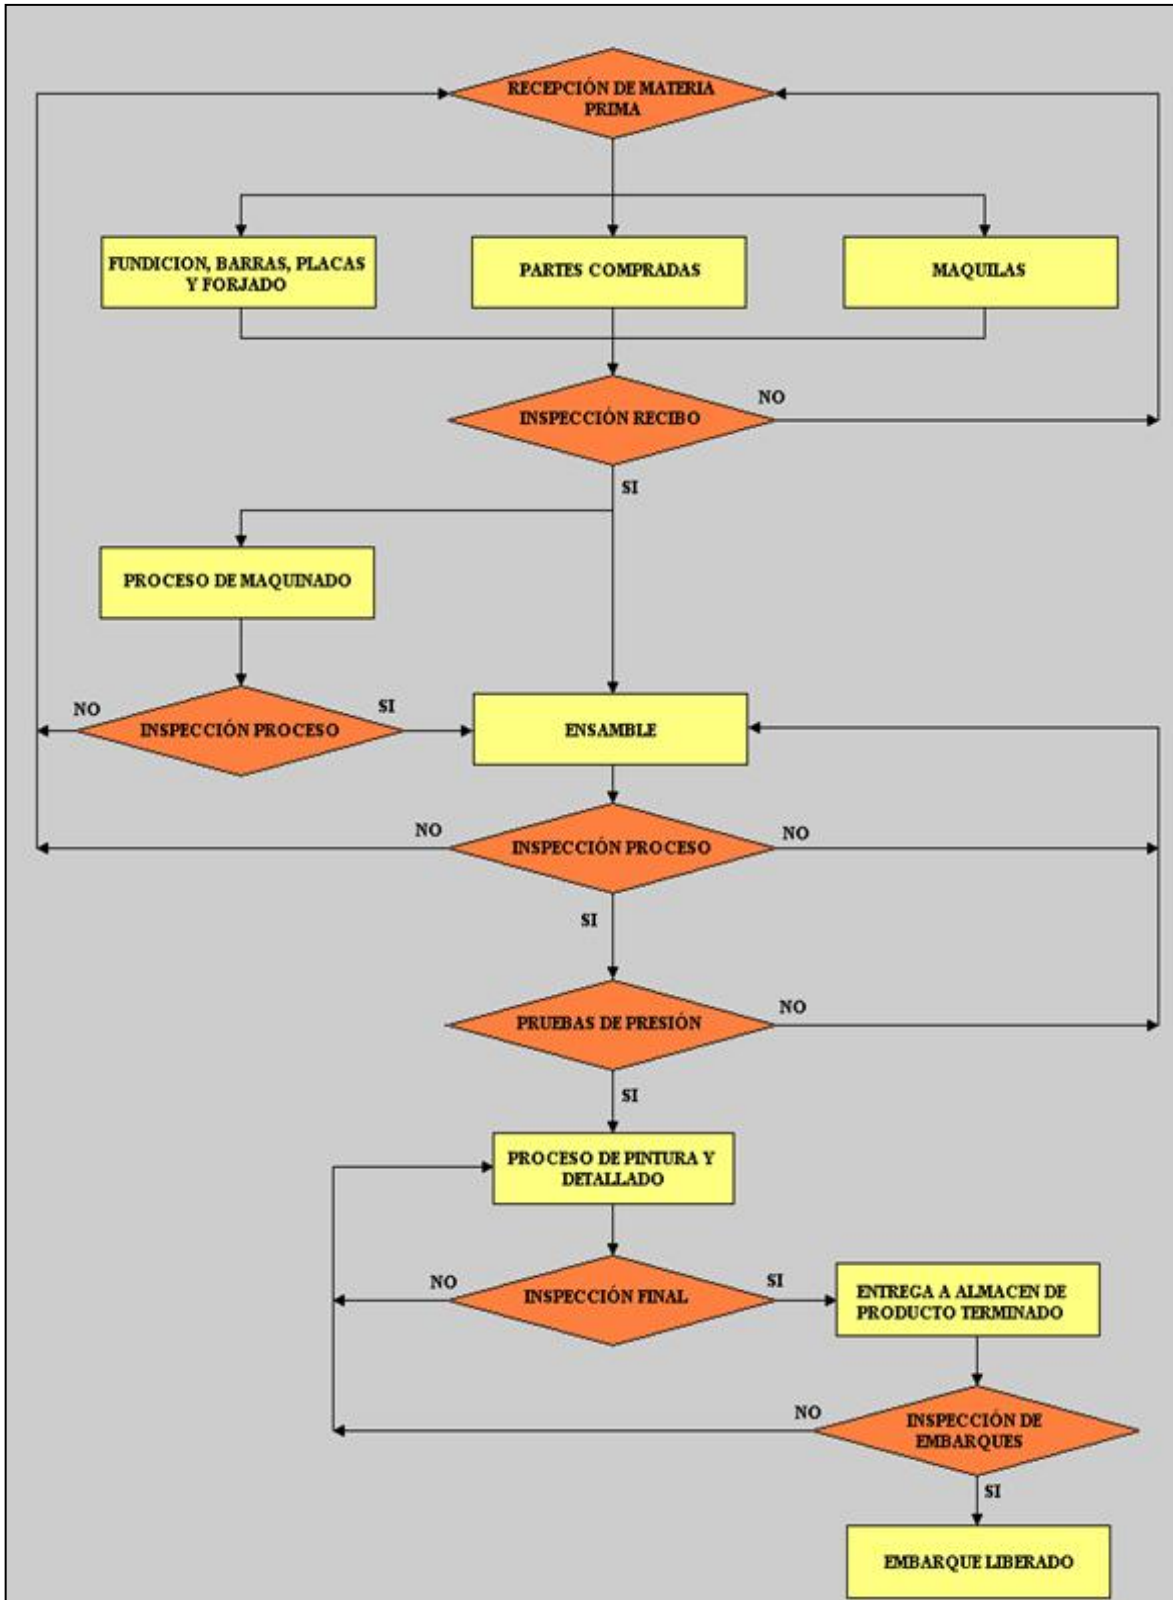 RECEPCIÓN DE MATERIA
PRIMA
FUNDICION, BARRAS, PLACAS
Y FORJADO
PARTES COMPRADAS
MAQUILAS
INSPECCIÓN RECIBO
NO
SI
PROCESO DE MAQUINADO
NO
INSPECCIÓN PROCESO
SI
ENSAMBLE
NO
INSPECCIÓN PROCESO
NO
SI
PRUEBAS DE PRESIÓN
NO
SI
PROCESO DE PINTURA Y
DETALLADO
NO
INSPECCIÓN FINAL
SI
ENTREGA A ALMACEN DE
PRODUCTO TERMINADO
NO
INSPECCIÓN DE
EMBARQUES
SI
EMBARQUE LIBERADO